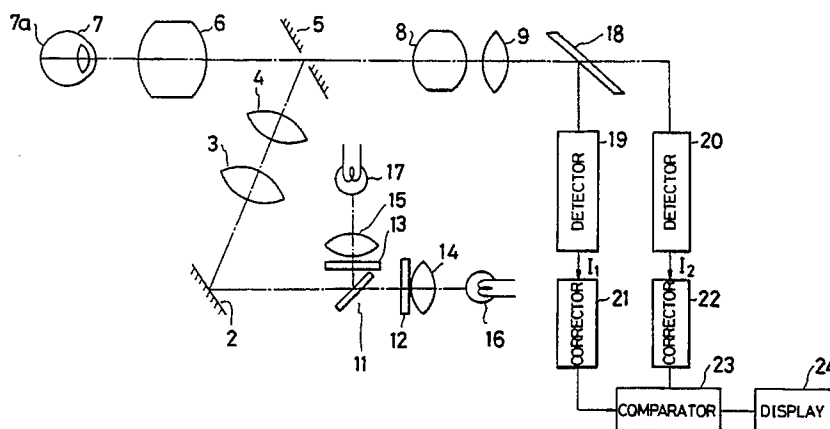 7a
7
6
5
8
9
18
4
3
17
15
13
14
2
11
12
16
19
DETECTOR
20
DETECTOR
I1
I2
CORRECTOR
21
CORRECTOR
22
23
COMPARATOR
24
DISPLAY